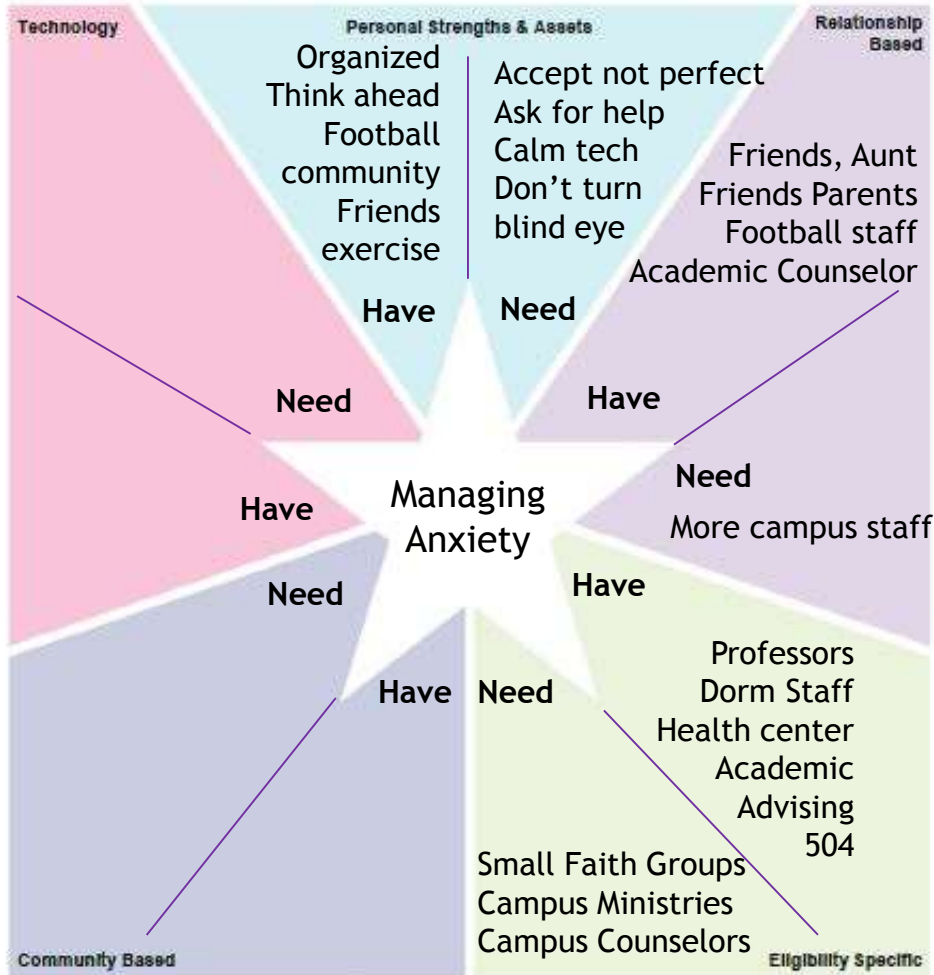 Technology
Personal Strengths & Assets
Relationship
Based
Organized
Think ahead
Football
community
Friends
exercise
Have
Accept not perfect
Ask for help
Calm tech
Don’t turn
blind eye
Need
Friends, Aunt
Friends Parents
Football staff
Academic Counselor
Have
Need
More campus staff
Need
Have
Managing
Anxiety
Need
Have
Have
Professors
Dorm Staff
Health center
Academic
Advising
504
Need
Small Faith Groups
Campus Ministries
Campus Counselors
Community Based
Eligibility Specific